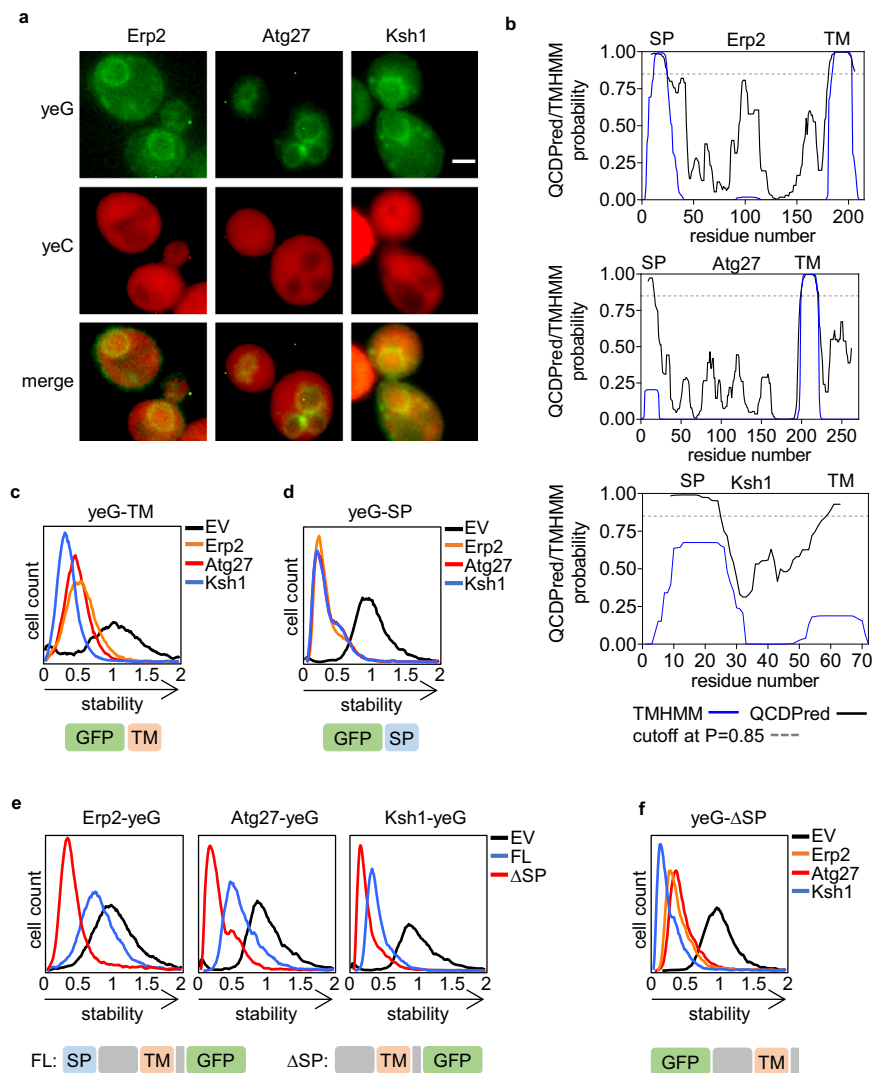 a
Erp2 Atg27 Ksh1
yeG
yeC
merge
b
SP Erp2 TM
QCDPred/TMHMM
probability
1.00
0.75
0.50
0.25
0.00
0 50 100 150 200
residue number
SP Atg27 TM
QCDPred/TMHMM
probability
1.00
0.75
0.50
0.25
0.00
0 50 100 150 200 250
residue number
SP Ksh1 TM
QCDPred/TMHMM
probability
1.00
0.75
0.50
0.25
0.00
0 10 20 30 40 50 60 70
residue number
TMHMM QCDPred
cutoff at P=0.85
c
yeG-TM
EV
Erp2
Atg27
Ksh1
cell count
0 0.5 1 1.5 2
stability
GFP TM
d
yeG-SP
EV
Erp2
Atg27
Ksh1
cell count
0 0.5 1 1.5 2
stability
GFP SP
e
Erp2-yeG Atg27-yeG Ksh1-yeG
EV
FL
ΔSP
cell count
0 0.5 1 1.5 2 0 0.5 1 1.5 2 0 0.5 1 1.5 2
stability stability stability
FL: SP TM GFP ΔSP: TM GFP
f
yeG-ΔSP
EV
Erp2
Atg27
Ksh1
cell count
0 0.5 1 1.5 2
stability
GFP TM